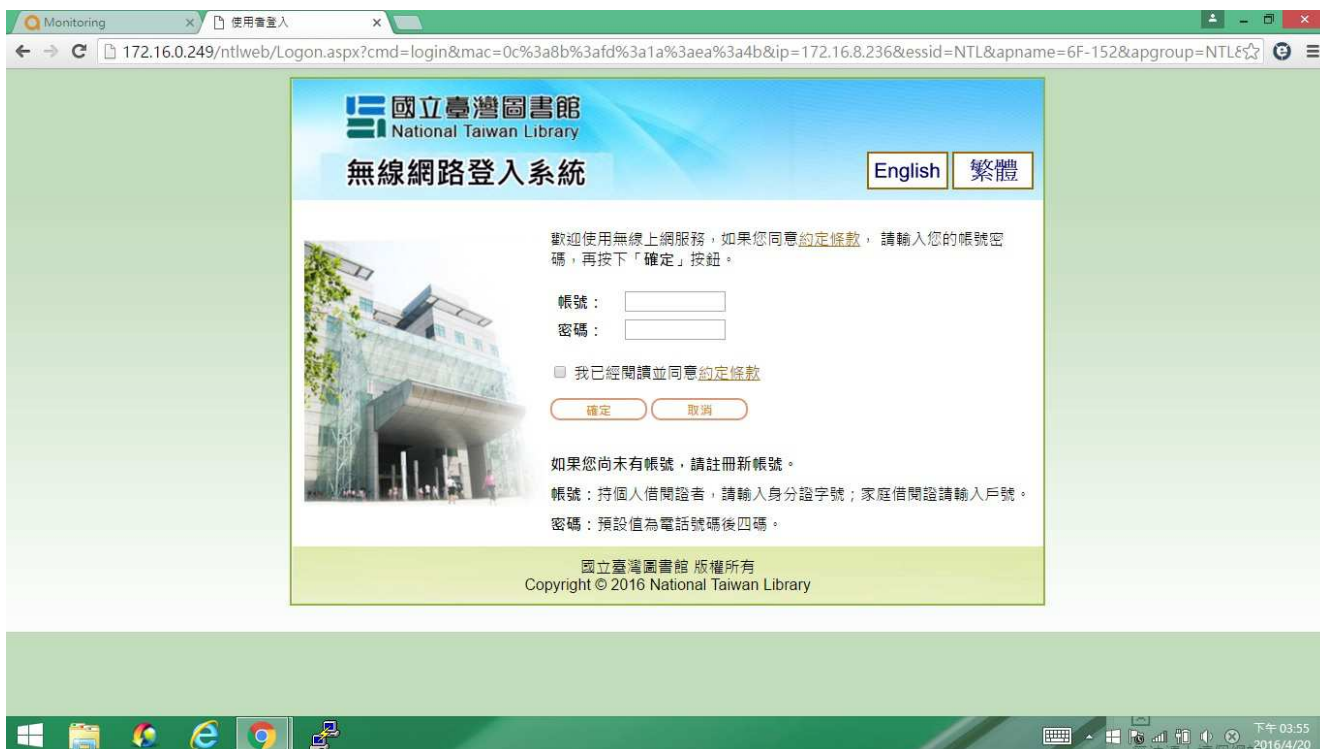 Monitoring
使用者登入
172.16.0.249/ntlweb/Logon.aspx?cmd=login&mac=0c%3a8b%3afd%3a1a%3aea%3a4b&ip=172.16.8.236&essid=NTL&apname=6F-152&apgroup=NTL
國立臺灣圖書館
National Taiwan Library
無線網路登入系統
English 繁體
歡迎使用無線上網服務，如果您同意約定條款， 請輸入您的帳號密
碼，再按下「確定」按鈕。
帳號：
密碼：
我已經閱讀並同意約定條款
確定 取消
如果您尚未有帳號，請註冊新帳號。
帳號：持個人借閱證者，請輸入身分證字號；家庭借閱證請輸入戶號。
密碼：預設值為電話號碼後四碼。
國立臺灣圖書館 版權所有
Copyright © 2016 National Taiwan Library
下午 03:55
2016/4/20